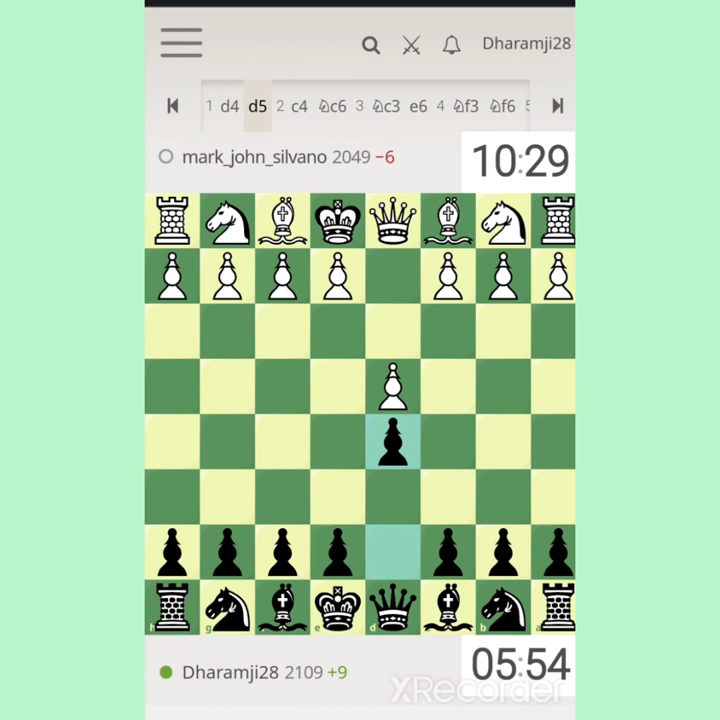 Dharamji28
1 d4 d5 2 c4 ♘c6 3 ♘c3 e6 4 ♘f3 ♘f6 5
mark_john_silvano 2049 −6
10:29
h g e d b a
Dharamji28 2109 +9
05:54
XRecorder